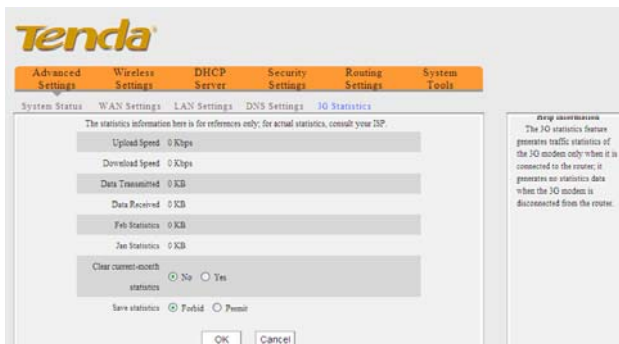 Tenda
Advanced Settings
Wireless Settings
DHCP Server
Security Settings
Routing Settings
System Tools
System Status WAN Settings LAN Settings DNS Settings 3G Statistics
The statistics information here is for references only; for actual statistics, consult your ISP.
Upload Speed 0 Kbps
Download Speed 0 Kbps
Data Transmitted 0 KB
Data Received 0 KB
Feb Statistics 0 KB
Jan Statistics 0 KB
Clear current-month statistics No Yes
Save statistics Forbid Permit
OK Cancel
Help information
The 3G statistics feature
generates traffic statistics of
the 3G modem only when it is
connected to the router; it
generates no statistics data
when the 3G modem is
disconnected from the router.